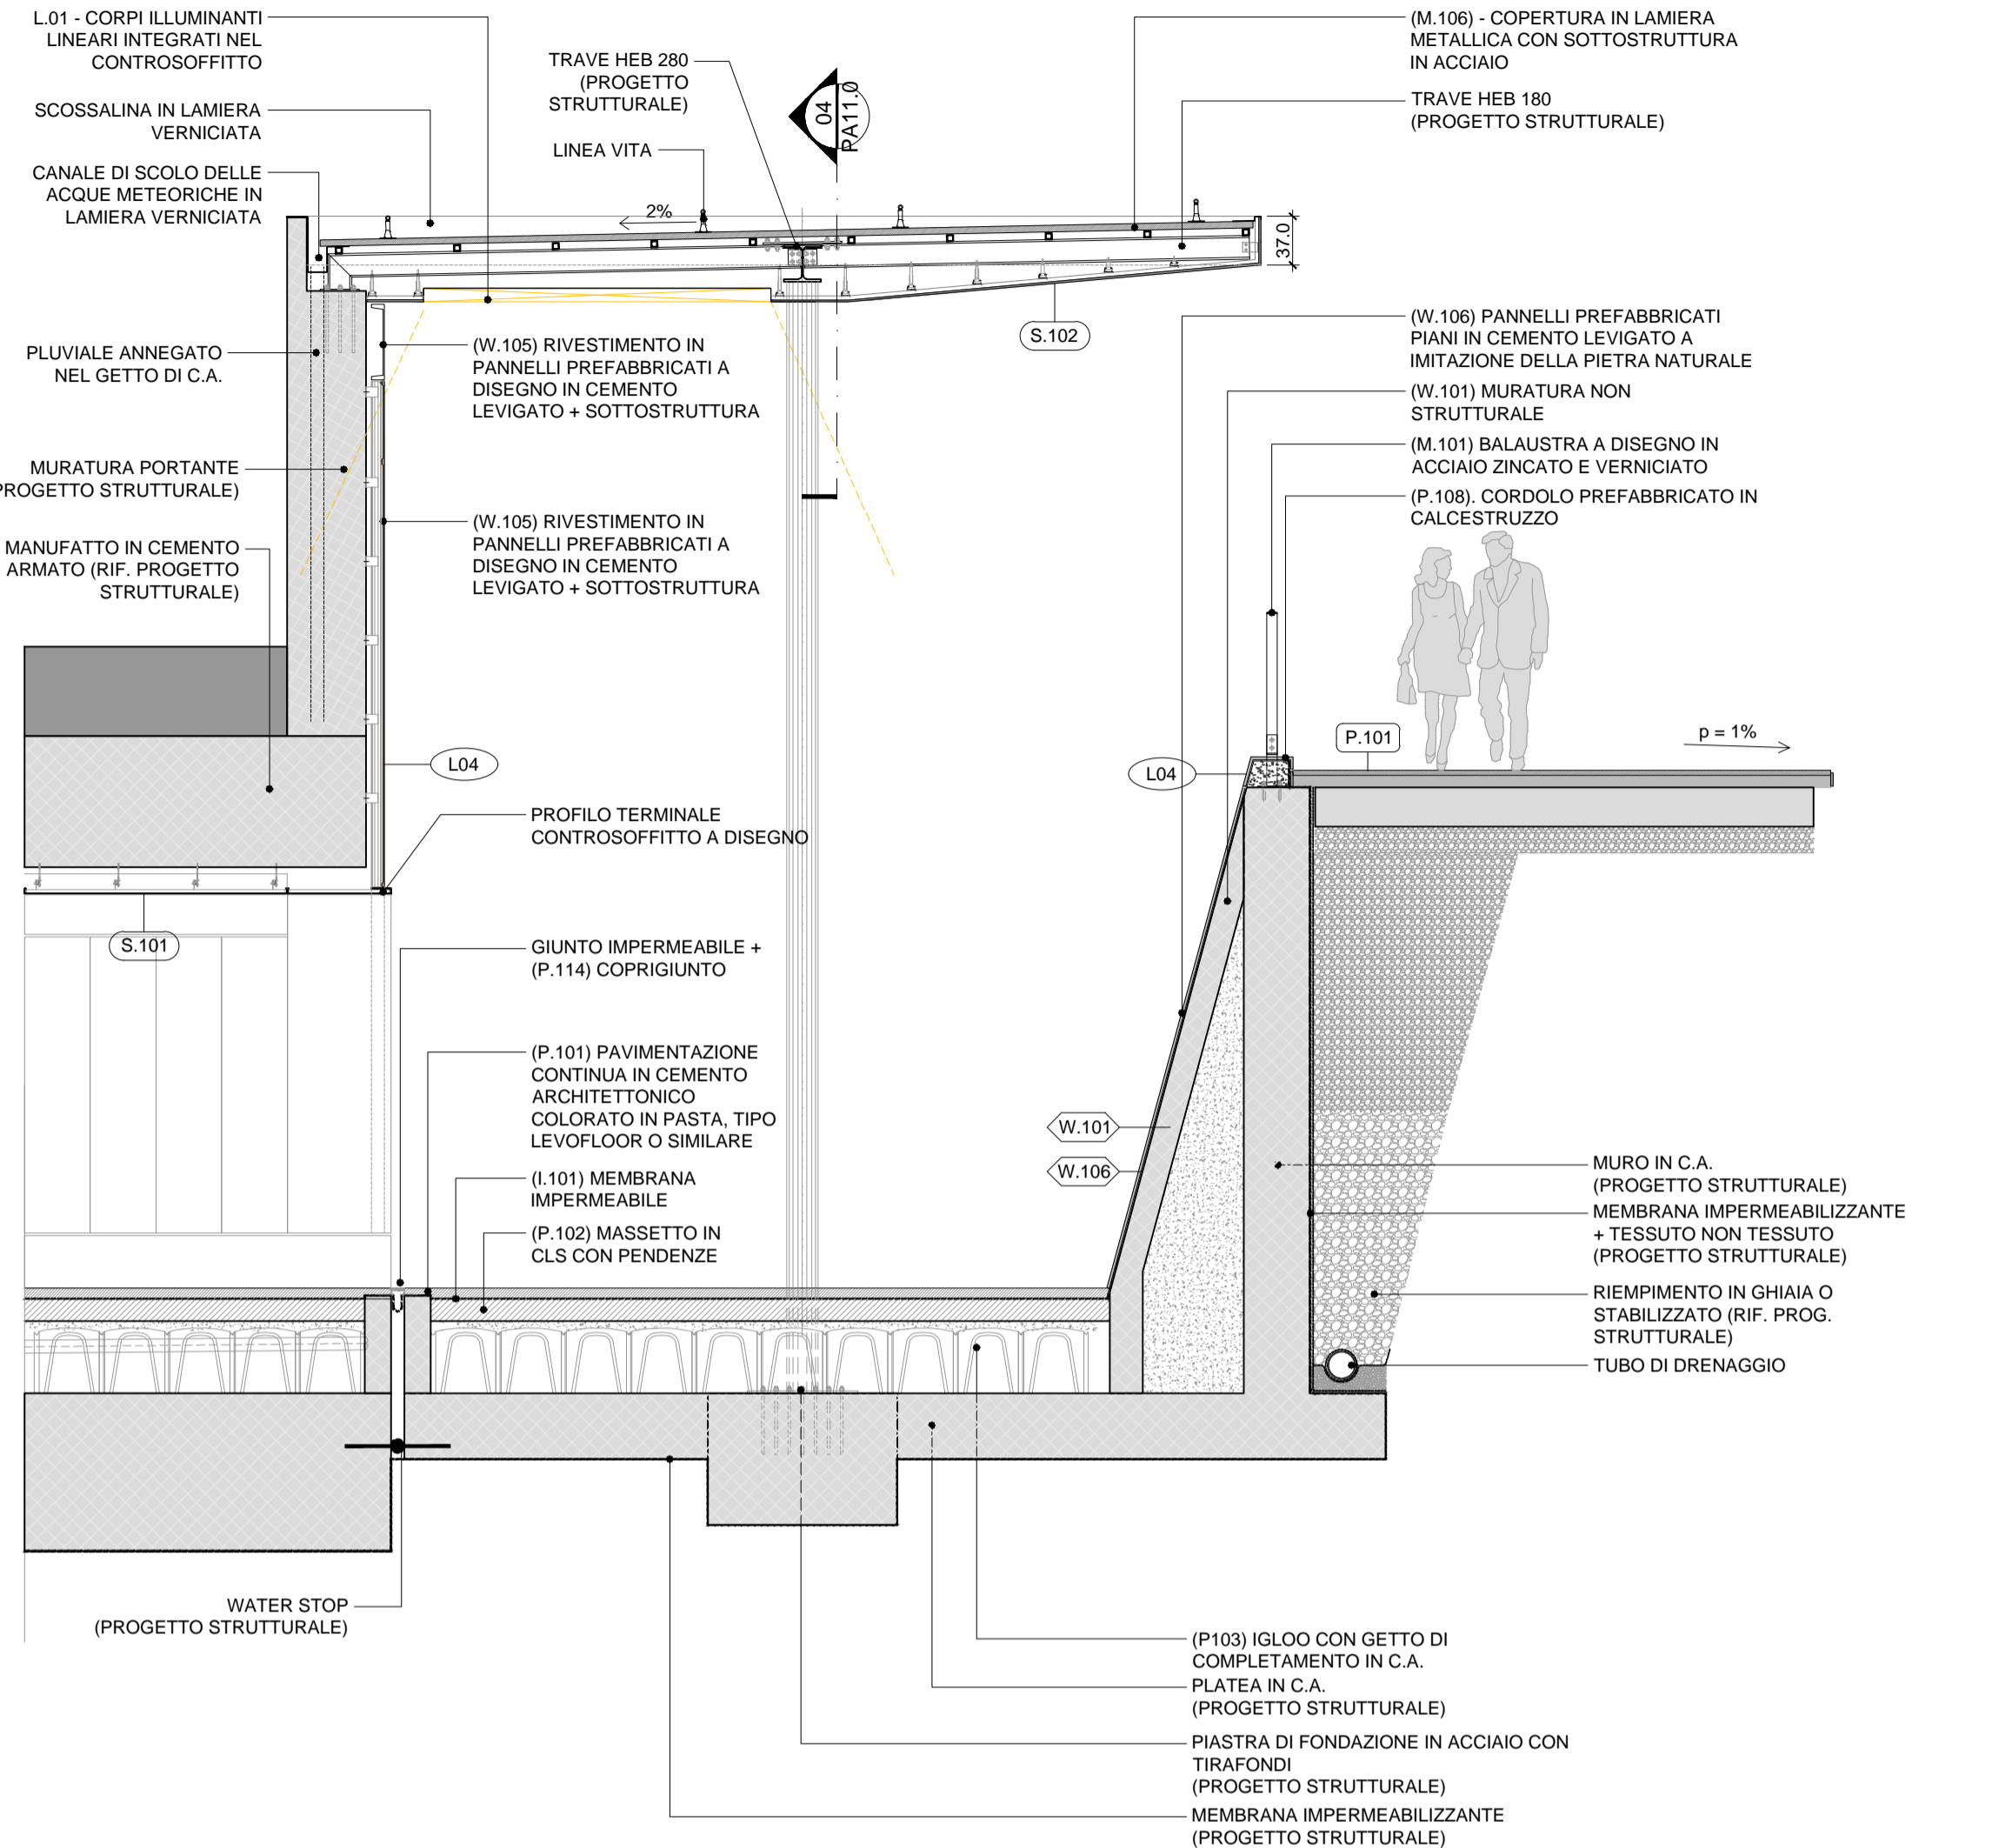 L.01 - CORPI ILLUMINANTI
LINEARI INTEGRATI NEL
CONTROSOFFITTO
SCOSSALINA IN LAMIERA
VERNICIATA
CANALE DI SCOLO DELLE
ACQUE METEORICHE IN
LAMIERA VERNICIATA
PLUVIALE ANNEGATO
NEL GETTO DI C.A.
MURATURA PORTANTE
PROGETTO STRUTTURALE)
MANUFATTO IN CEMENTO
ARMATO (RIF. PROGETTO
STRUTTURALE)
TRAVE HEB 280
(PROGETTO
STRUTTURALE)
LINEA VITA
04
PA11.0
2%
37.0
S.102
(M.106) - COPERTURA IN LAMIERA
METALLICA CON SOTTOSTRUTTURA
IN ACCIAIO
TRAVE HEB 180
(PROGETTO STRUTTURALE)
(W.106) PANNELLI PREFABBRICATI
PIANI IN CEMENTO LEVIGATO A
IMITAZIONE DELLA PIETRA NATURALE
(W.101) MURATURA NON
STRUTTURALE
(M.101) BALAUSTRA A DISEGNO IN
ACCIAIO ZINCATO E VERNICIATO
(P.108). CORDOLO PREFABBRICATO IN
CALCESTRUZZO
(W.105) RIVESTIMENTO IN
PANNELLI PREFABBRICATI A
DISEGNO IN CEMENTO
LEVIGATO + SOTTOSTRUTTURA
(W.105) RIVESTIMENTO IN
PANNELLI PREFABBRICATI A
DISEGNO IN CEMENTO
LEVIGATO + SOTTOSTRUTTURA
L04
L04
P.101
p = 1%
PROFILO TERMINALE
CONTROSOFFITTO A DISEGNO
S.101
GIUNTO IMPERMEABILE +
(P.114) COPRIGIUNTO
(P.101) PAVIMENTAZIONE
CONTINUA IN CEMENTO
ARCHITETTONICO
COLORATO IN PASTA, TIPO
LEVOFLOOR O SIMILARE
(I.101) MEMBRANA
IMPERMEABILE
(P.102) MASSETTO IN
CLS CON PENDENZE
W.101
W.106
MURO IN C.A.
(PROGETTO STRUTTURALE)
MEMBRANA IMPERMEABILIZZANTE
+ TESSUTO NON TESSUTO
(PROGETTO STRUTTURALE)
RIEMPIMENTO IN GHIAIA O
STABILIZZATO (RIF. PROG.
STRUTTURALE)
TUBO DI DRENAGGIO
WATER STOP
(PROGETTO STRUTTURALE)
(P103) IGLOO CON GETTO DI
COMPLETAMENTO IN C.A.
PLATEA IN C.A.
(PROGETTO STRUTTURALE)
PIASTRA DI FONDAZIONE IN ACCIAIO CON
TIRAFONDI
(PROGETTO STRUTTURALE)
MEMBRANA IMPERMEABILIZZANTE
(PROGETTO STRUTTURALE)